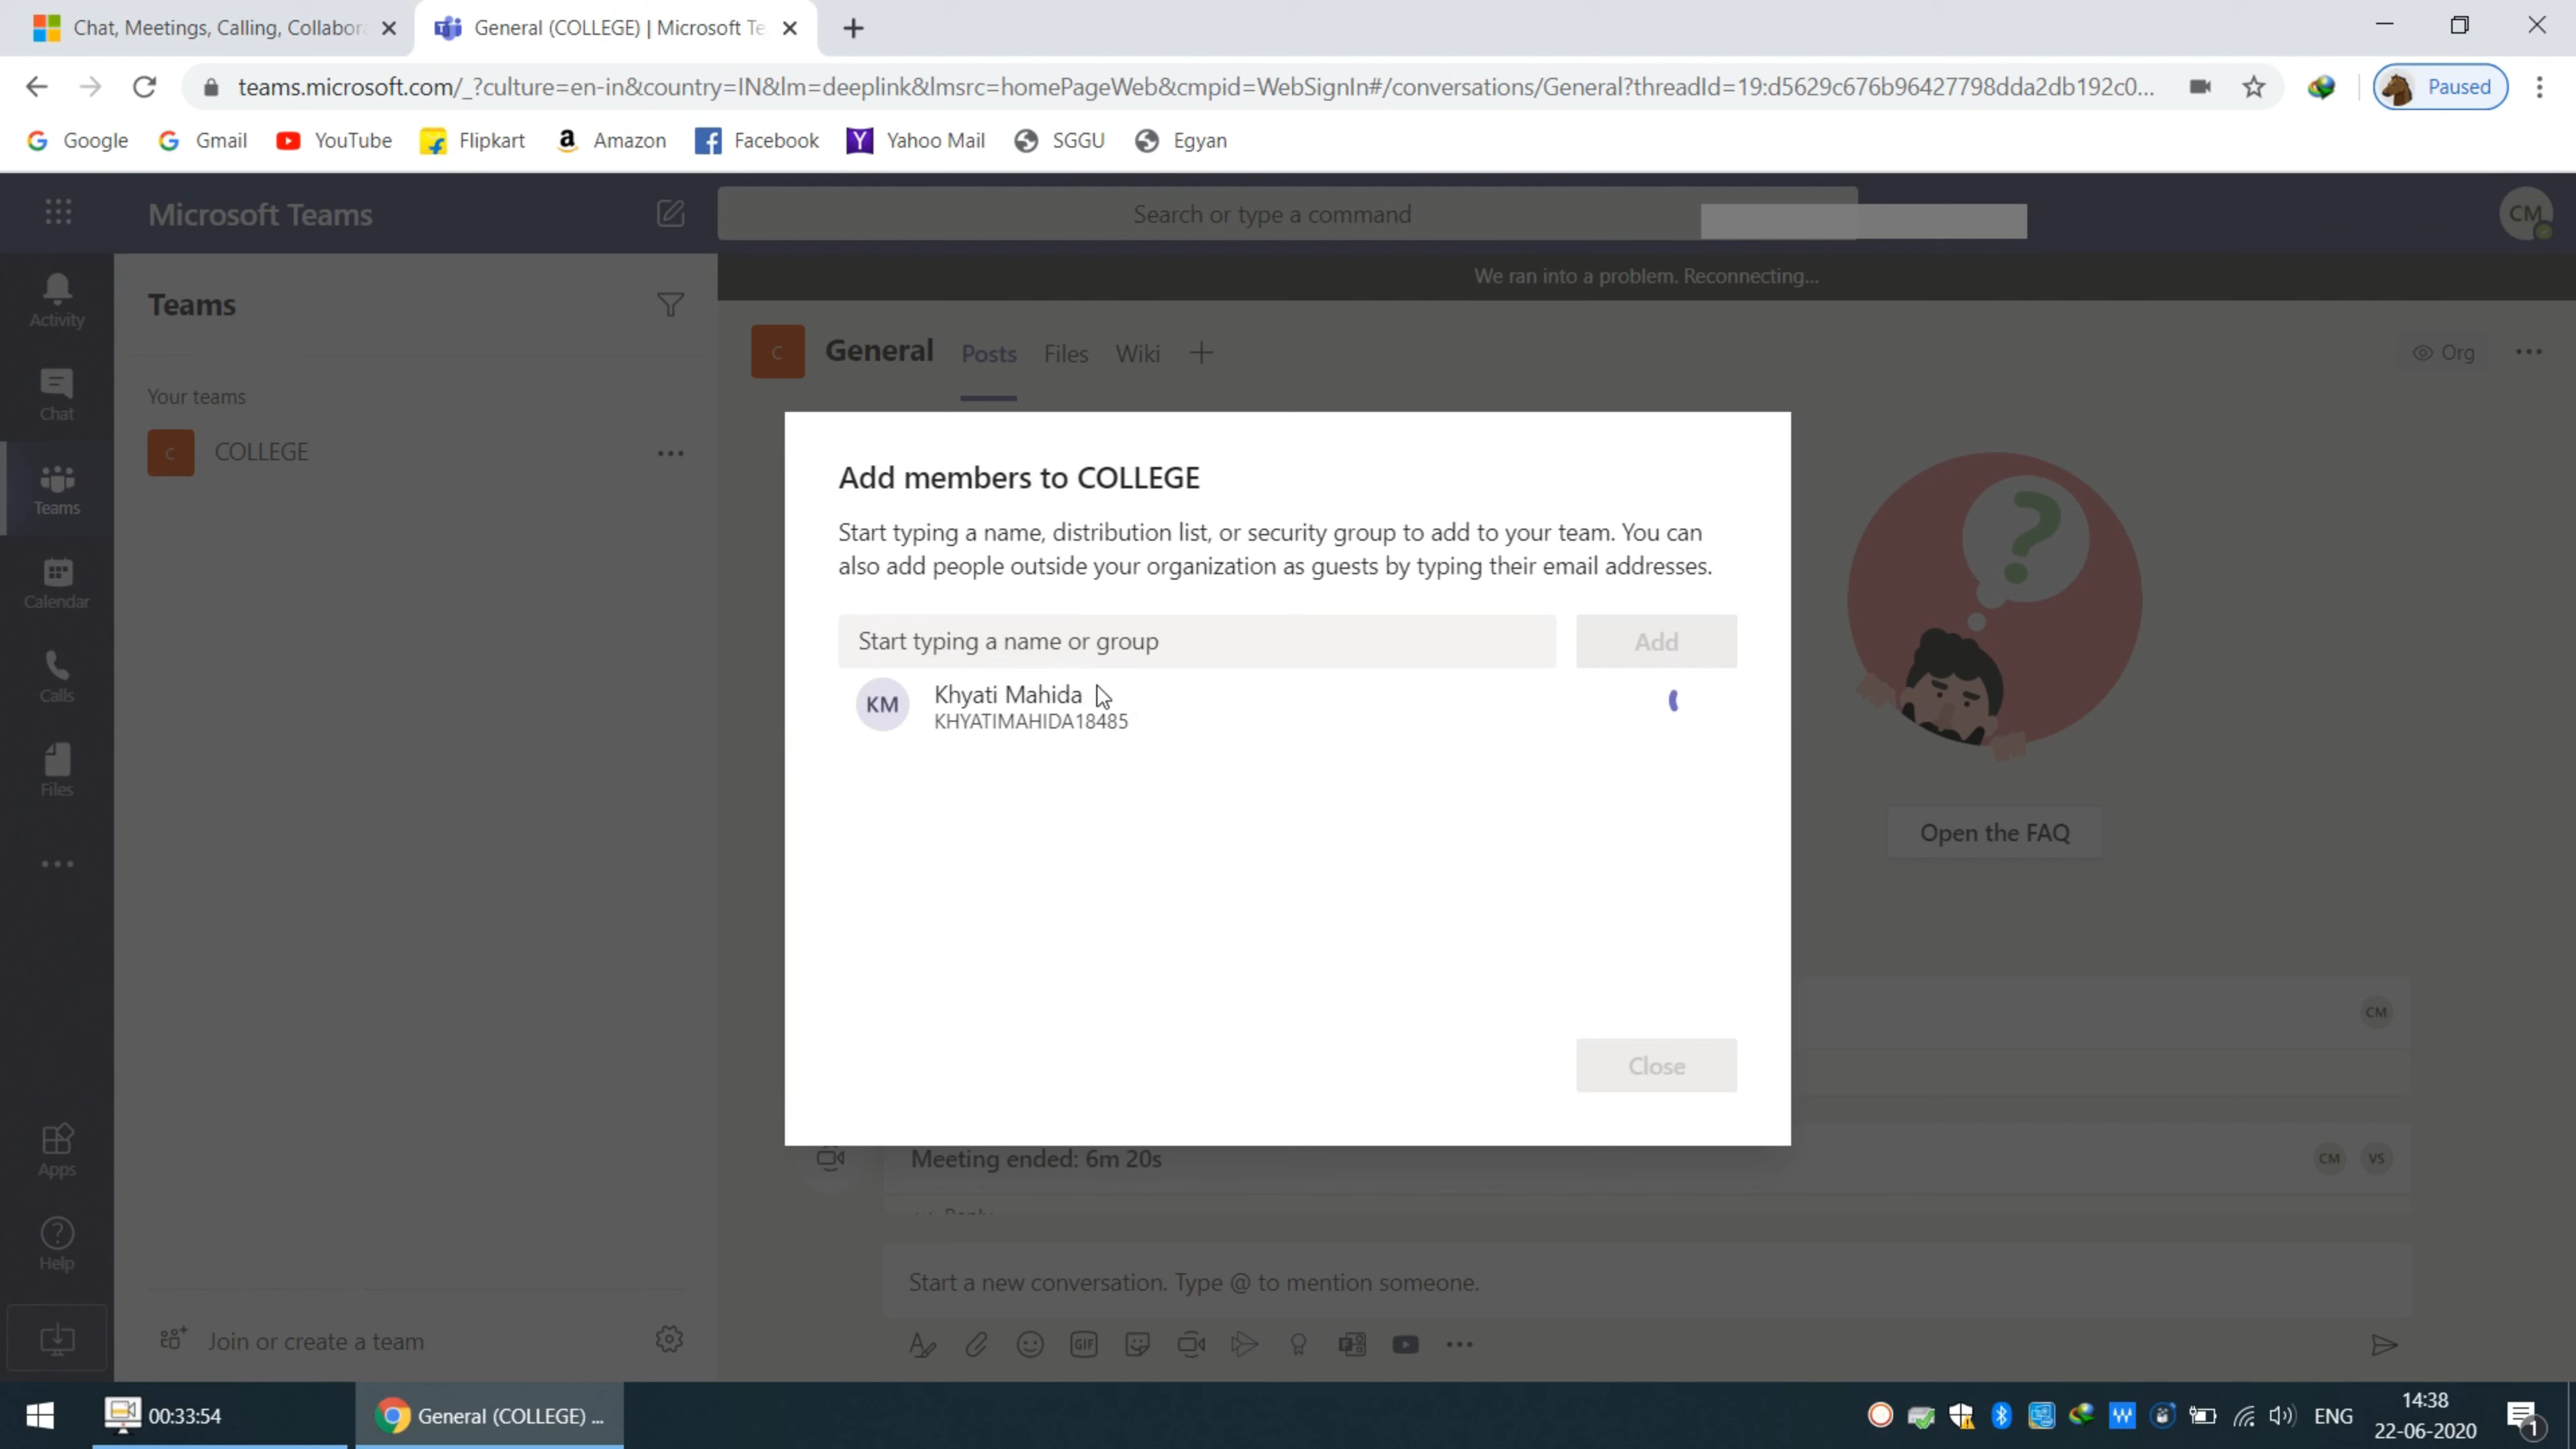 Chat, Meetings, Calling, Collabora
General (COLLEGE) | Microsoft Te
teams.microsoft.com/_?culture=en-in&country=IN&lm=deeplink&lmsrc=homePageWeb&cmpid=WebSignIn#/conversations/General?threadId=19:d5629c676b96427798dda2db192c0...
Paused
Google Gmail YouTube Flipkart Amazon Facebook Yahoo Mail SGGU Egyan
Microsoft Teams
Search or type a command
CM
We ran into a problem. Reconnecting...
Activity
Chat
Teams
Calendar
Calls
Files
Apps
Help
Teams
Your teams
C COLLEGE
Join or create a team
C General Posts Files Wiki
Org
Add members to COLLEGE
Start typing a name, distribution list, or security group to add to your team. You can
also add people outside your organization as guests by typing their email addresses.
Start typing a name or group
Add
KM Khyati Mahida
KHYATIMAHIDA18485
Close
?
Open the FAQ
CM
Meeting ended: 6m 20s
CM VS
Start a new conversation. Type @ to mention someone.
GIF
00:33:54
General (COLLEGE) ...
ENG
14:38
22-06-2020
1